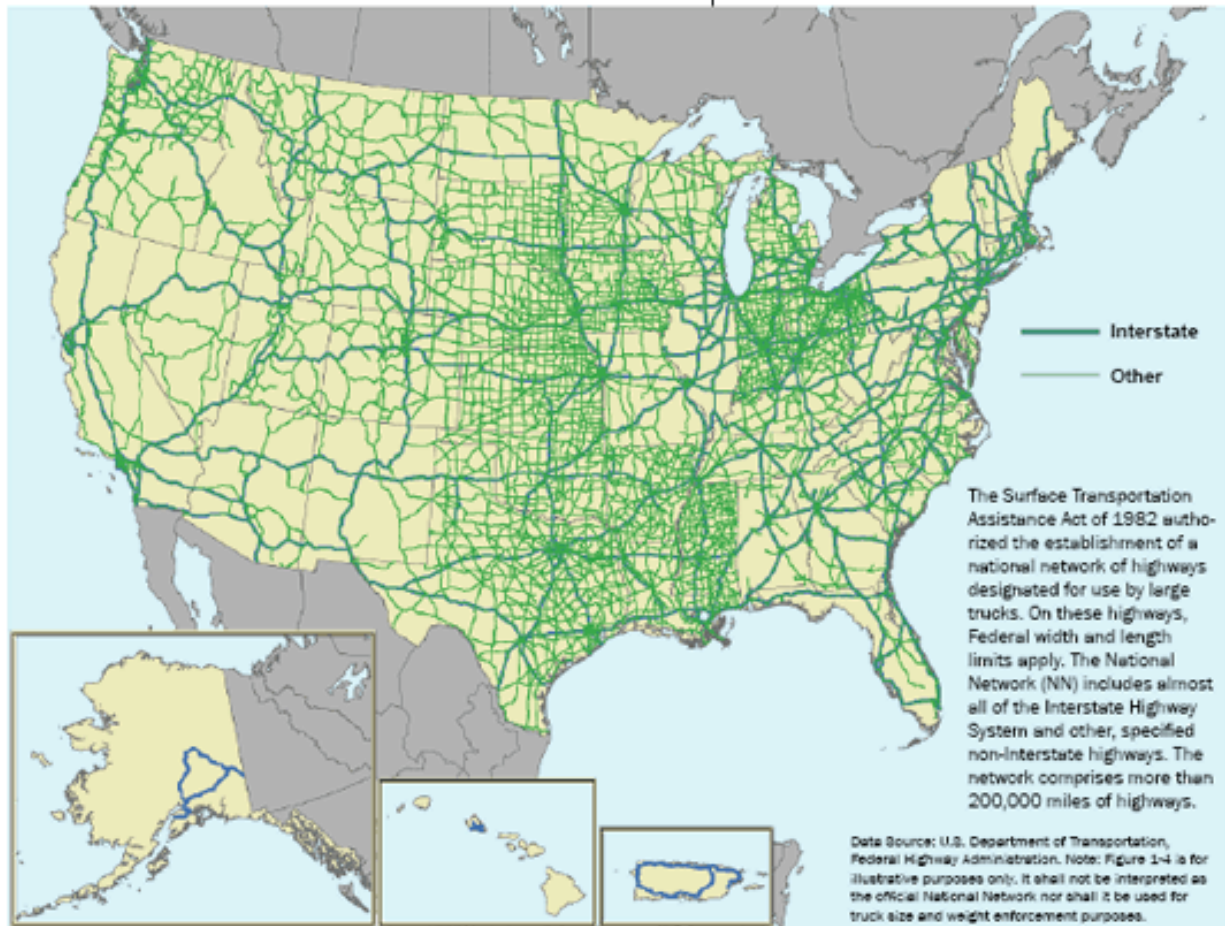 Interstate
Other
The Surface Transportation
Assistance Act of 1982 autho-
rized the establishment of a
national network of highways
designated for use by large
trucks. On these highways,
Federal width and length
limits apply. The National
Network (NN) includes almost
all of the Interstate Highway
System and other, specified
non-Interstate highways. The
network comprises more than
200,000 miles of highways.
Data Source: U.S. Department of Transportation,
Federal Highway Administration. Note: Figure 1-4 is for
illustrative purposes only. It shall not be interpreted as
the official National Network nor shall it be used for
truck size and weight enforcement purposes.